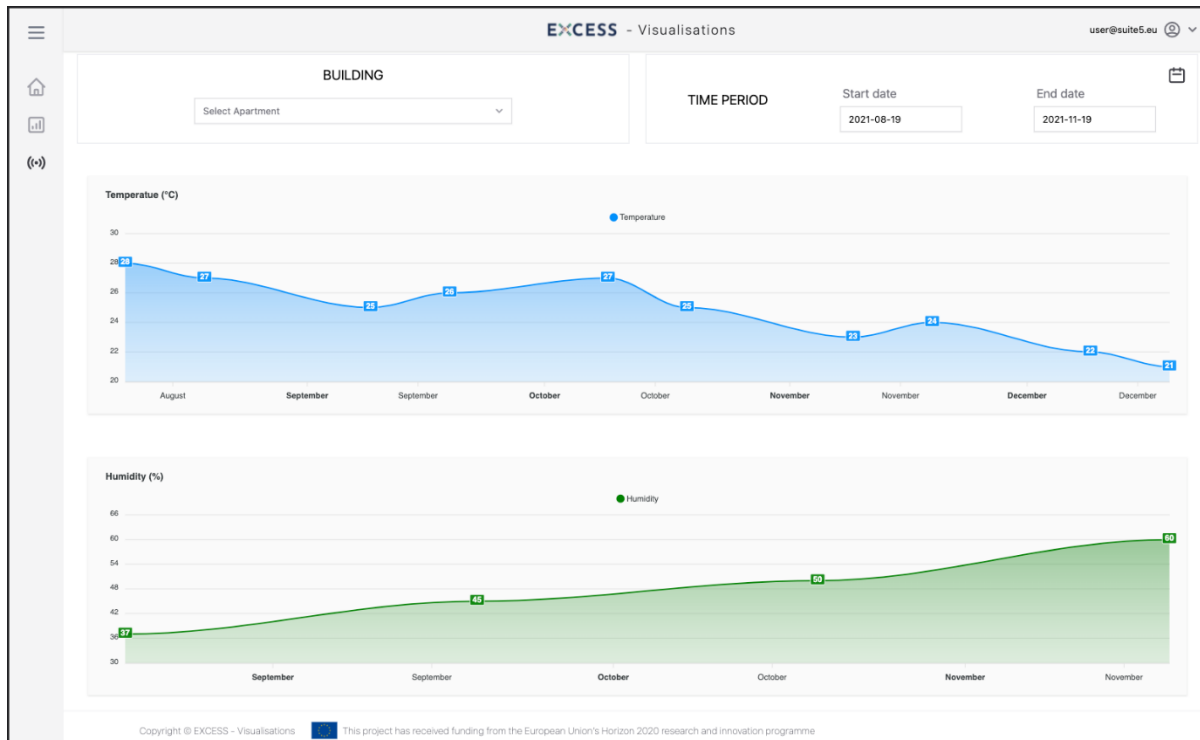 EXCESS - Visualisations
user@suite5.eu
BUILDING
Select Apartment
TIME PERIOD
Start date
End date
2021-08-19
2021-11-19
Temperatue (°C)
Temperature
30
28
26
24
22
20
28
27
25
26
27
25
23
24
22
21
August
September
September
October
October
November
November
December
December
Humidity (%)
Humidity
66
60
54
48
42
36
30
37
45
50
60
September
September
October
October
November
November
Copyright © EXCESS - Visualisations
This project has received funding from the European Union's Horizon 2020 research and innovation programme